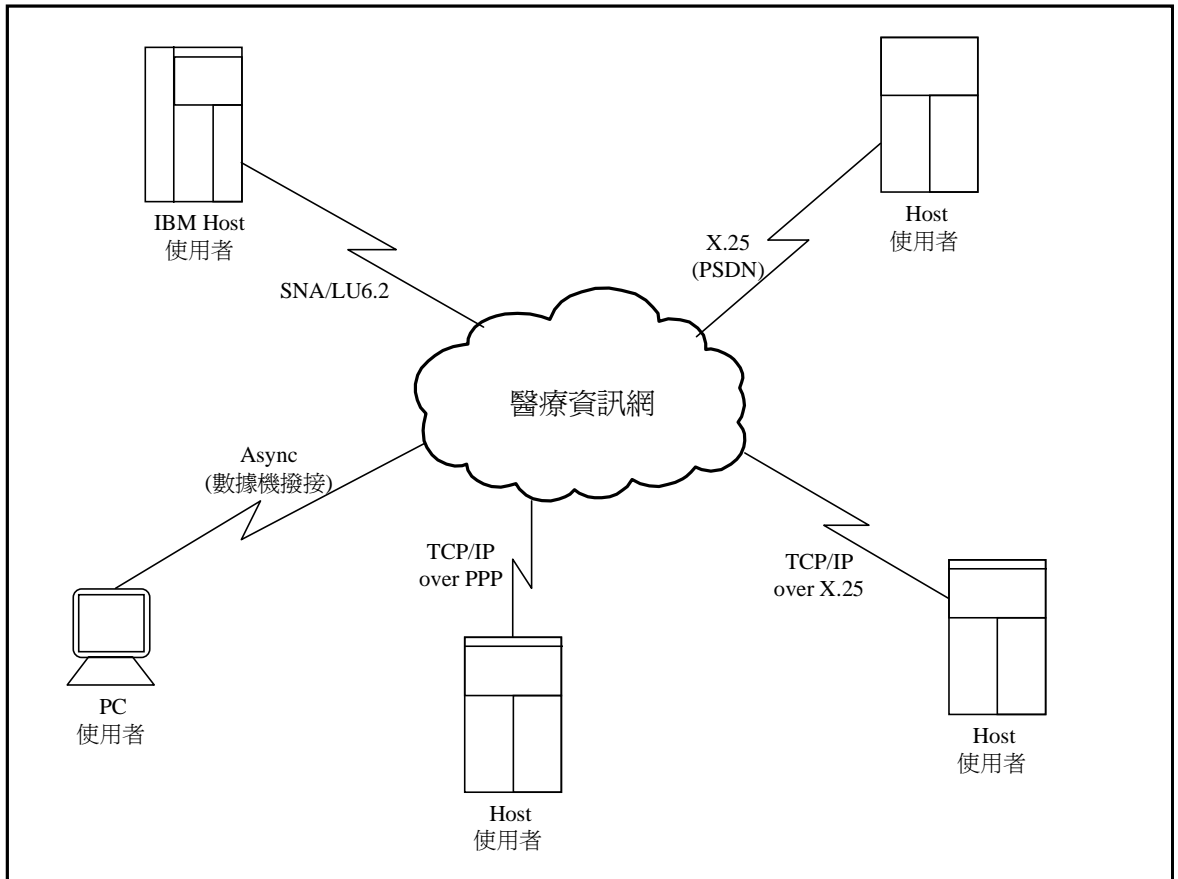 IBM Host
使用者
SNA/LU6.2
Host
使用者
X.25
(PSDN)
醫療資訊網
Async
(數據機撥接)
PC
使用者
TCP/IP
over PPP
Host
使用者
TCP/IP
over X.25
Host
使用者